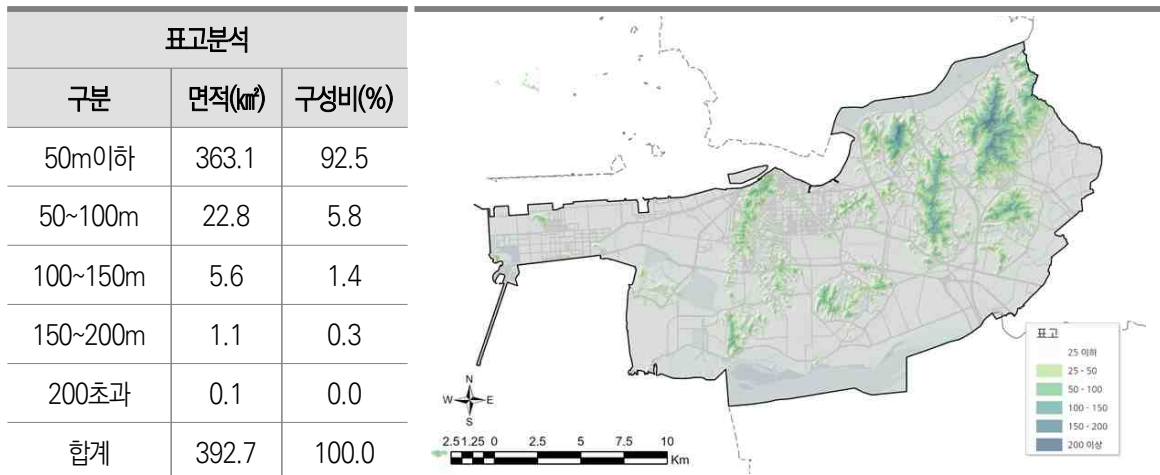 표고분석
구분 면적(㎢) 구성비(%)
50m이하 363.1 92.5
50~100m 22.8 5.8
100~150m 5.6 1.4
150~200m 1.1 0.3
200초과 0.1 0.0
합계 392.7 100.0
표고
25 이하
25 - 50
50 - 100
100 - 150
150 - 200
200 이상
N
W E
S
2.5 1.25 0 2.5 5 7.5 10
Km